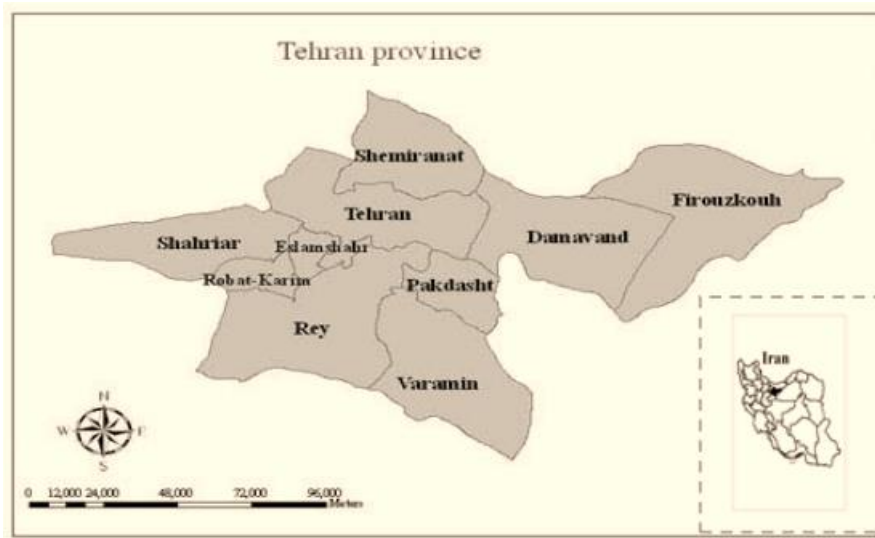 Tehran province
Shemiranat
Firouzkouh
Tehran
Damavand
Shahriar
Eslamshahr
Robat-Karim
Pakdasht
Rey
Varamin
Iran
N
W E
S
0 12,000 24,000 48,000 72,000 96,000
Meters